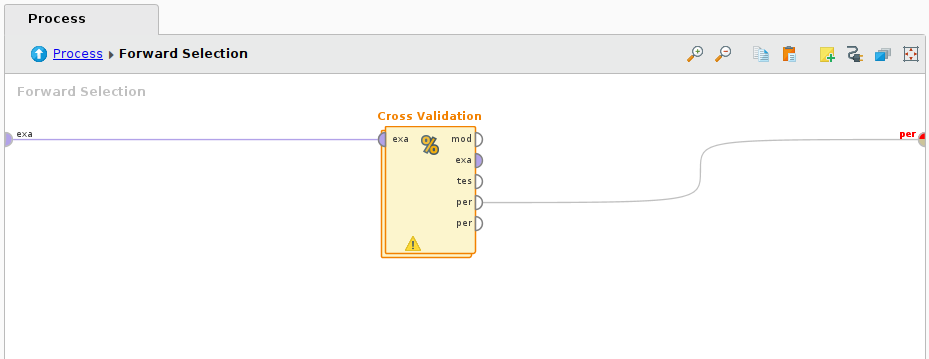 Process
Process ▸ Forward Selection
Forward Selection
Cross Validation
exa
exa
mod
per
exa
tes
per
per